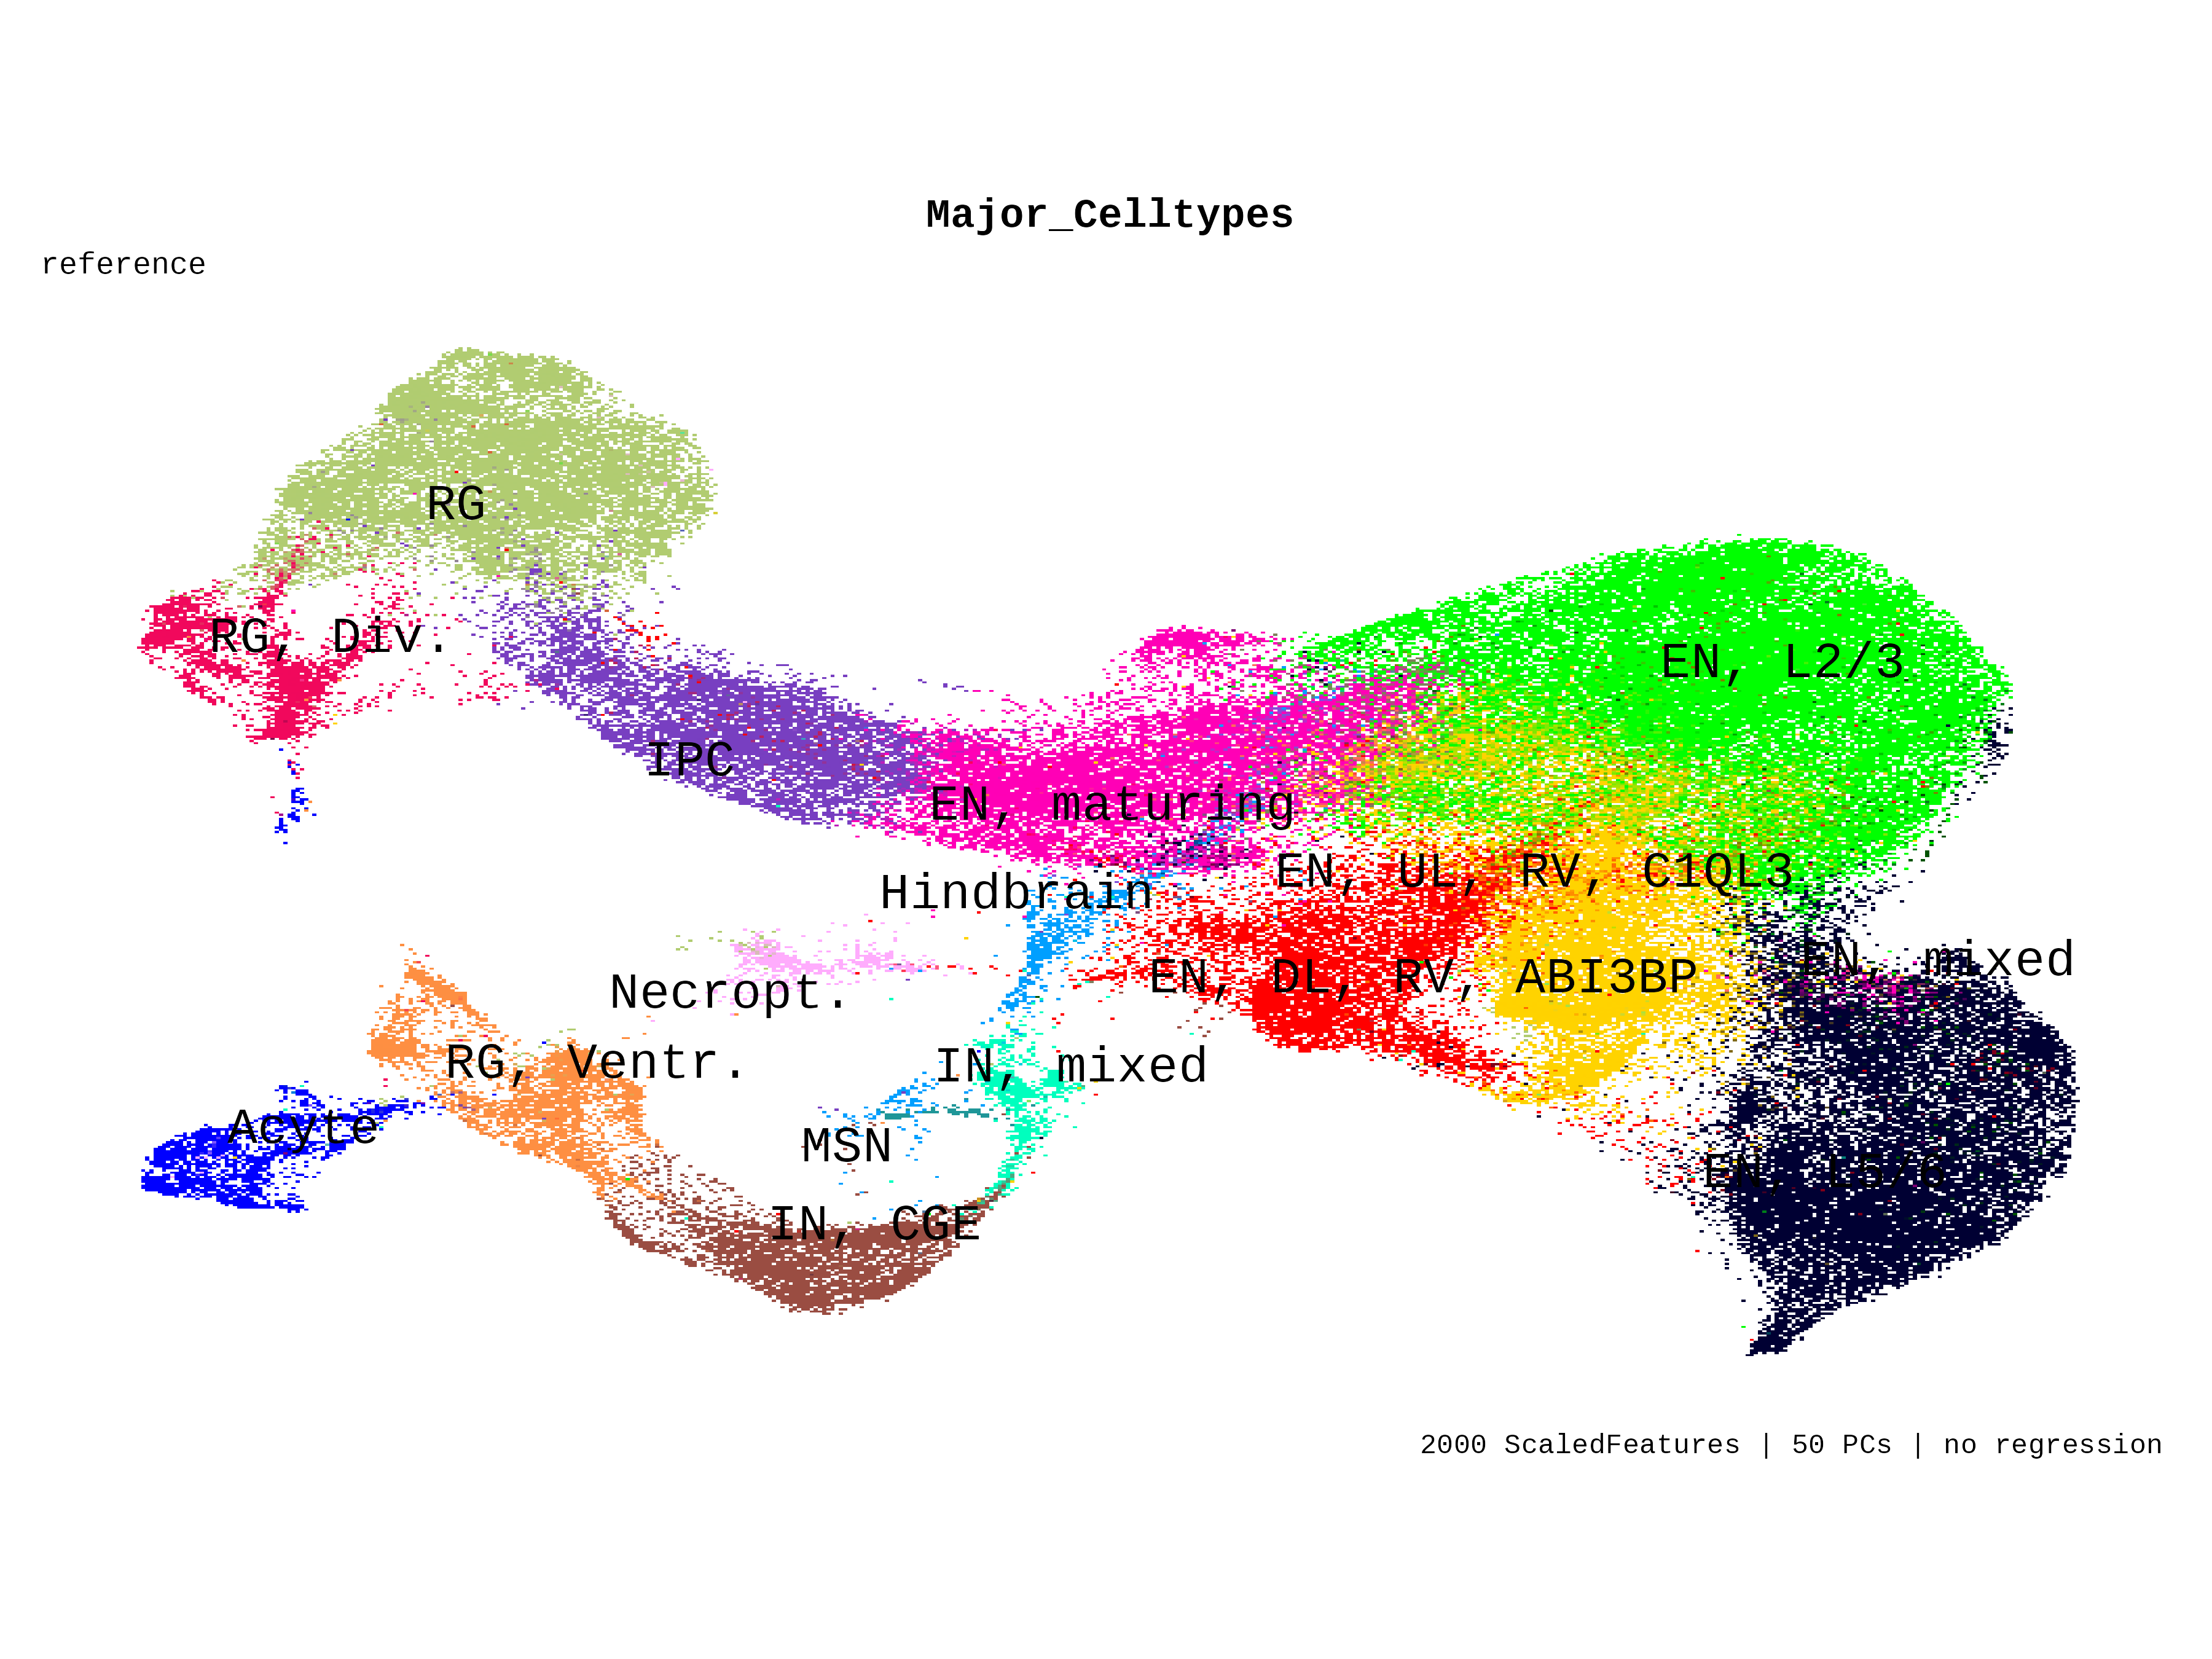 Major_Celltypes
reference
RG
RG, Div.
EN, L2/3
IPC
EN, maturing
EN, UL, RV, C1QL3
Hindbrain
EN, mixed
EN, DL, RV, ABI3BP
Necropt.
RG, Ventr.
IN, mixed
Acyte
MSN
EN, L5/6
IN, CGE
2000 ScaledFeatures | 50 PCs | no regression